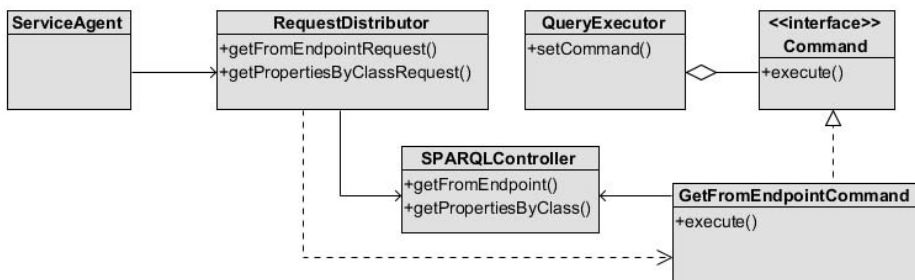 ServiceAgent
RequestDistributor
+getFromEndpointRequest()
+getPropertiesByClassRequest()
QueryExecutor
+setCommand()
<<interface>>
Command
+execute()
SPARQLController
+getFromEndpoint()
+getPropertiesByClass()
GetFromEndpointCommand
+execute()